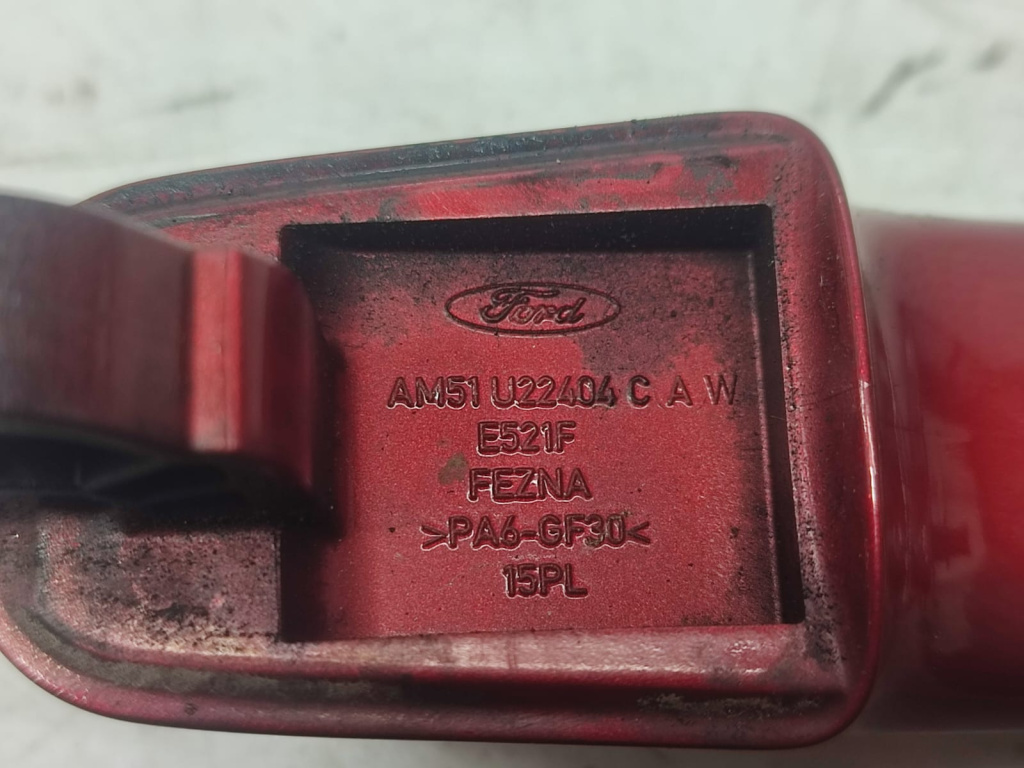 Ford
AM51 U22404 C A W
E521F
FEZNA
>PA6-GF30<
15PL